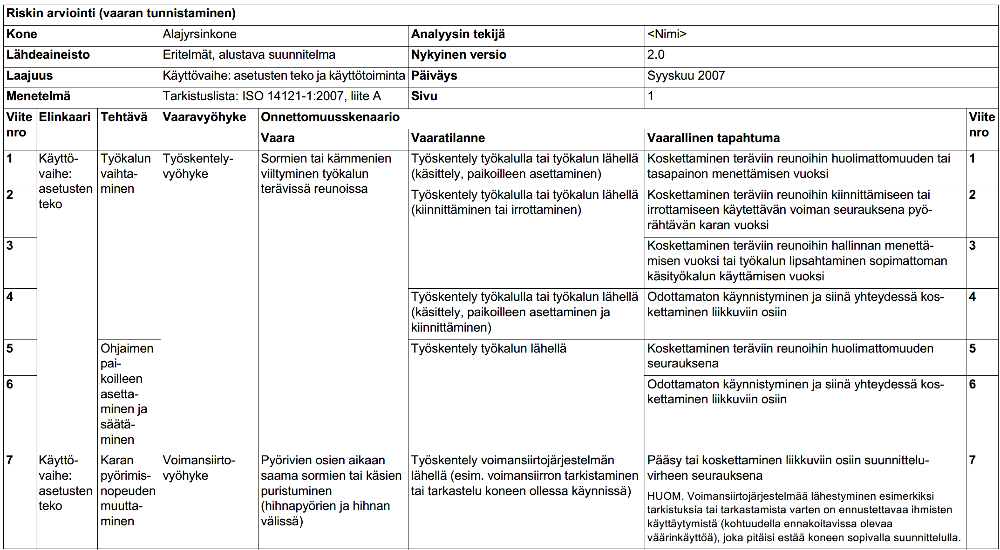 Riskin arviointi (vaaran tunnistaminen)
Kone Alajyrsinkone Analyysin tekijä <Nimi>
Lähdeaineisto Eritelmät, alustava suunnitelma Nykyinen versio 2.0
Laajuus Käyttövaihe: asetusten teko ja käyttötoiminta Päiväys Syyskuu 2007
Menetelmä Tarkistuslista: ISO 14121-1:2007, liite A Sivu 1
Viite
nro
Elinkaari
Tehtävä
Vaaravyöhyke
Onnettomuusskenaario
Vaara
Vaaratilanne
Vaarallinen tapahtuma
Viite
nro
1
Käyttö-
vaihe:
asetusten
teko
Työkalun
vaihta-
minen
Työskentely-
vyöhyke
Sormien tai kämmenien
viiltyminen työkalun
terävissä reunoissa
Työskentely työkalulla tai työkalun lähellä
(käsittely, paikoilleen asettaminen)
Koskettaminen teräviin reunoihin huolimattomuuden tai
tasapainon menettämisen vuoksi
1
2
Työskentely työkalulla tai työkalun lähellä
(kiinnittäminen tai irrottaminen)
Koskettaminen teräviin reunoihin kiinnittämiseen tai
irrottamiseen käytettävän voiman seurauksena pyö-
rähtävän karan vuoksi
2
3
Koskettaminen teräviin reunoihin hallinnan menettä-
misen vuoksi tai työkalun lipsahtaminen sopimattoman
käsityökalun käyttämisen vuoksi
3
4
Työskentely työkalulla tai työkalun lähellä
(käsittely, paikoilleen asettaminen ja
kiinnittäminen)
Odottamaton käynnistyminen ja siinä yhteydessä kos-
kettaminen liikkuviin osiin
4
5
Ohjaimen
pai-
koilleen
asetta-
minen ja
säätä-
minen
Työskentely työkalun lähellä
Koskettaminen teräviin reunoihin huolimattomuuden
seurauksena
5
6
Odottamaton käynnistyminen ja siinä yhteydessä kos-
kettaminen liikkuviin osiin
6
7
Käyttö-
vaihe:
asetusten
teko
Karan
pyörimis-
nopeuden
muutta-
minen
Voimansiirto-
vyöhyke
Pyörivien osien aikaan
saama sormien tai käsien
puristuminen
(hihnapyörien ja hihnan
välissä)
Työskentely voimansiirtojärjestelmän
lähellä (esim. voimansiirron tarkistaminen
tai tarkastelu koneen ollessa käynnissä)
Pääsy tai koskettaminen liikkuviin osiin suunnittelu-
virheen seurauksena
HUOM. Voimansiirtojärjestelmää lähestyminen esimerkiksi
tarkistuksia tai tarkastamista varten on ennustettavaa ihmisten
käyttäytymistä (kohtuudella ennakoitavissa olevaa
väärinkäyttöä), joka pitäisi estää koneen sopivalla suunnittelulla.
7